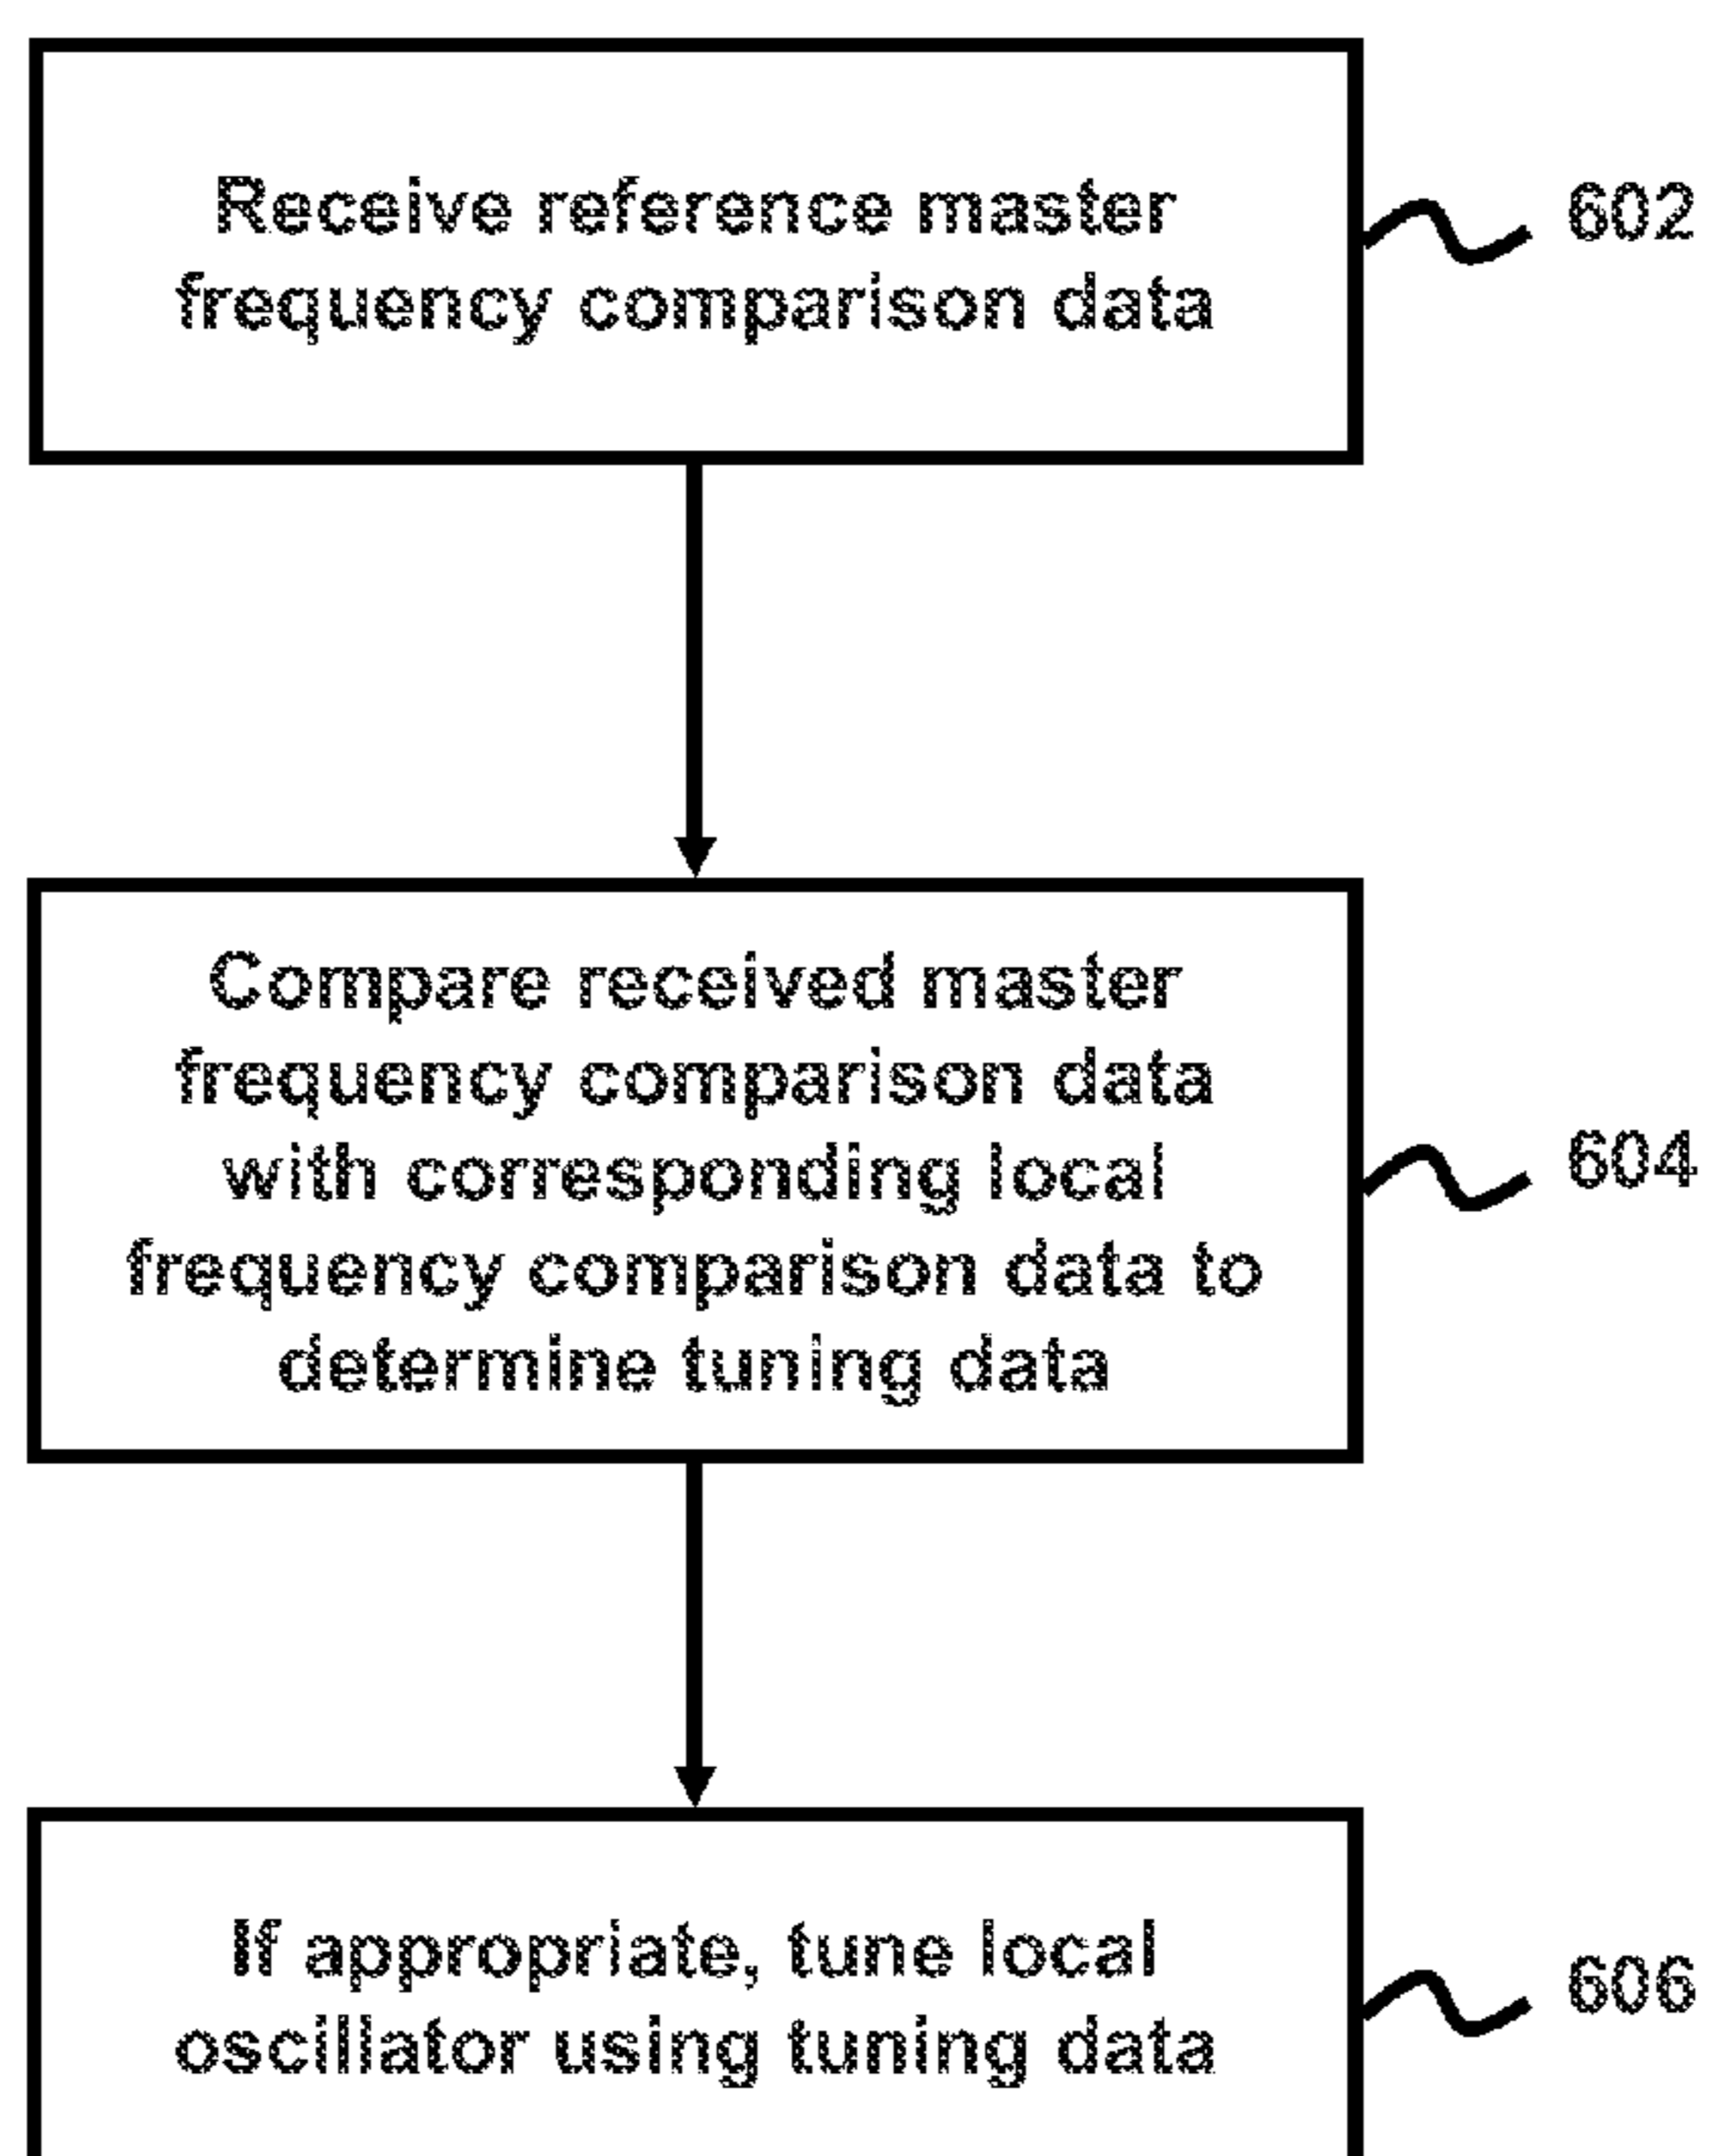 Receive reference master
frequency comparison data
602
Compare received master
frequency comparison data
with corresponding local
frequency comparison data to
determine tuning data
604
If appropriate, tune local
oscillator using tuning data
606